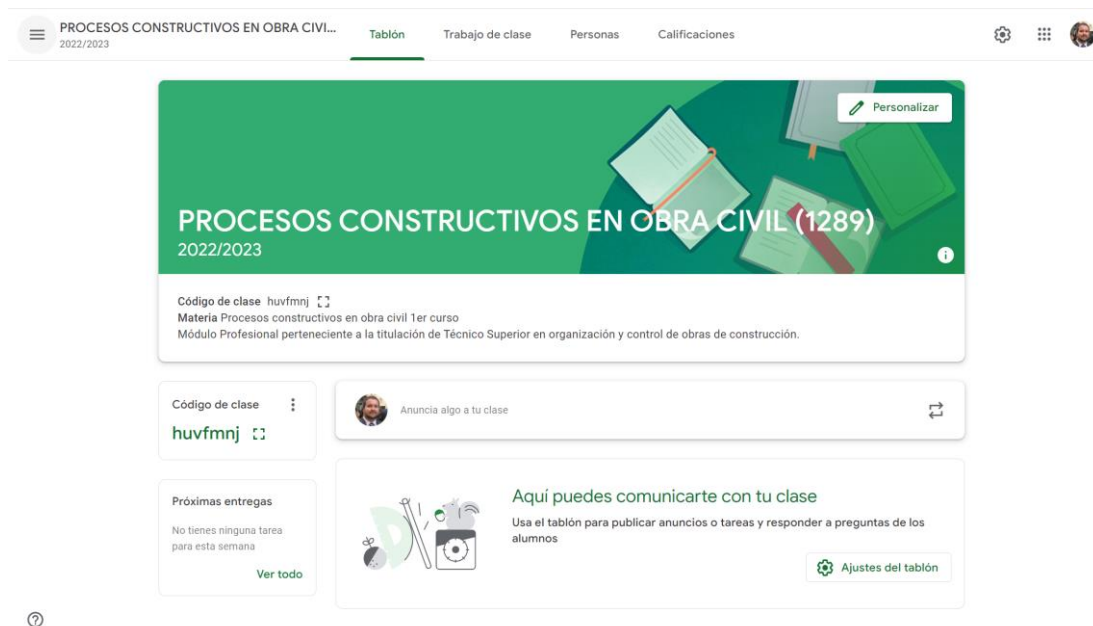 PROCESOS CONSTRUCTIVOS EN OBRA CIVI...
2022/2023
Tablón
Trabajo de clase
Personas
Calificaciones
Personalizar
PROCESOS CONSTRUCTIVOS EN OBRA CIVIL (1289)
2022/2023
Código de clase huvfmnj
Materia Procesos constructivos en obra civil 1er curso
Módulo Profesional perteneciente a la titulación de Técnico Superior en organización y control de obras de construcción.
Código de clase
huvfmnj
Anuncia algo a tu clase
Próximas entregas
No tienes ninguna tarea
para esta semana
Ver todo
Aquí puedes comunicarte con tu clase
Usa el tablón para publicar anuncios o tareas y responder a preguntas de los
alumnos
Ajustes del tablón